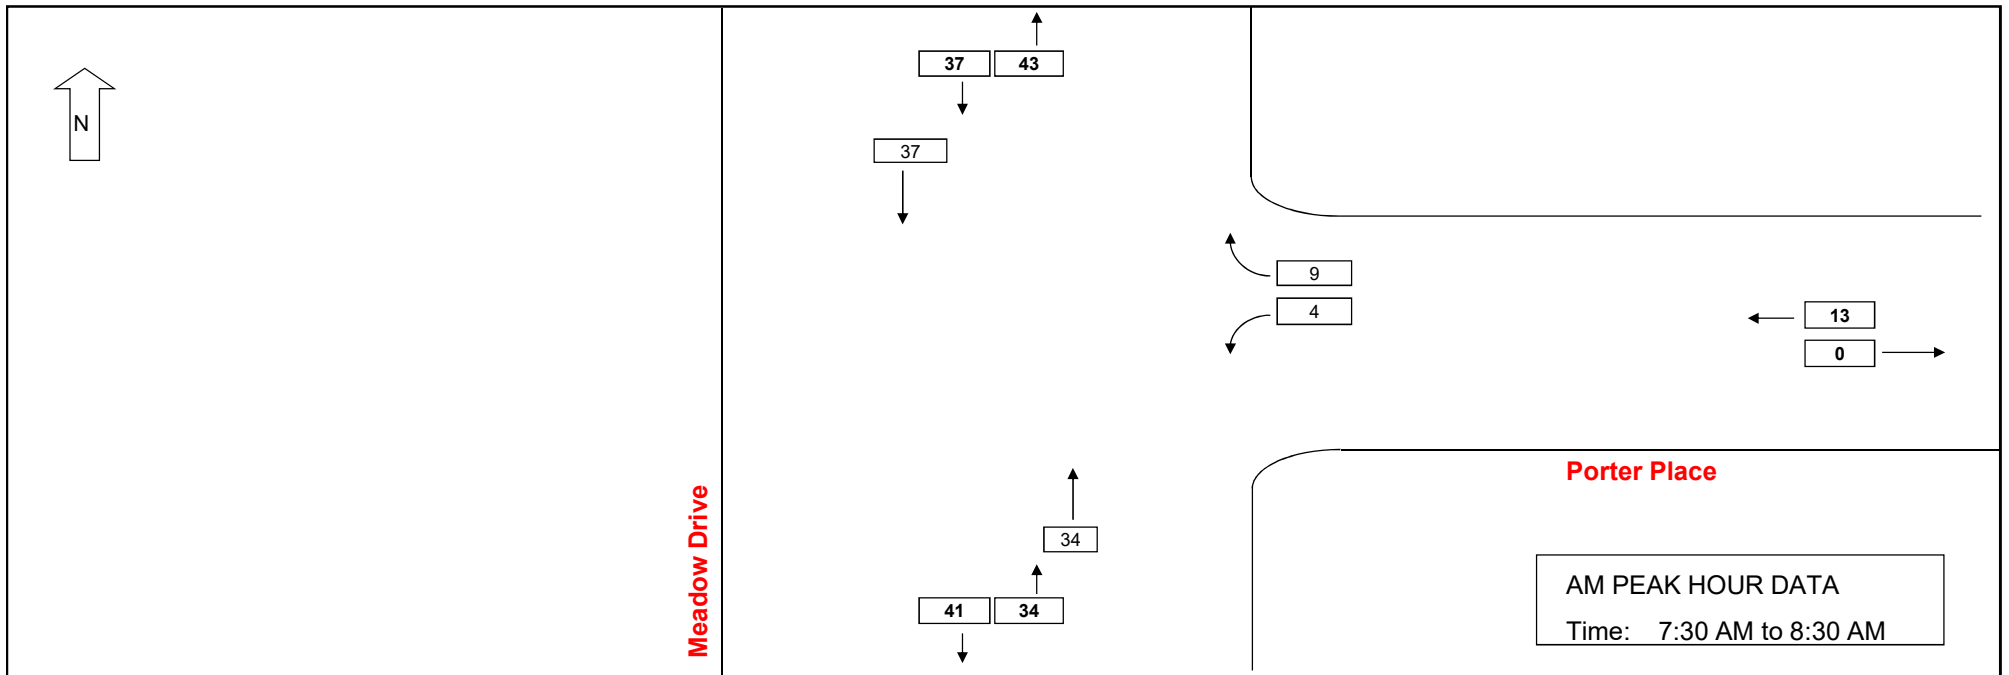 37 43
N
37
9
4
13
0
Porter Place
Meadow Drive
34
AM PEAK HOUR DATA
41 34
Time: 7:30 AM to 8:30 AM